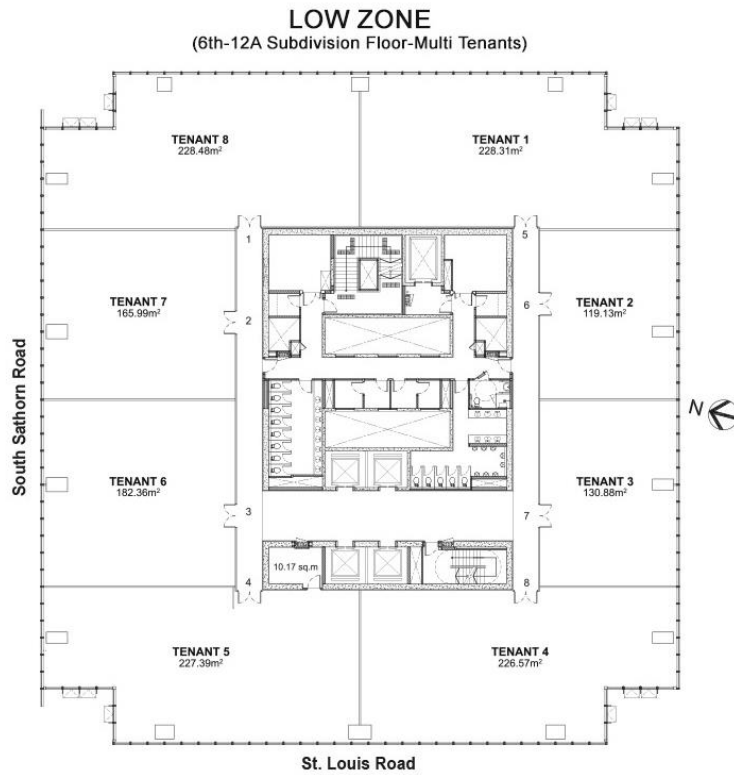 LOW ZONE
(6th-12A Subdivision Floor-Multi Tenants)
TENANT 8
228.48m²
TENANT 1
228.31m²
1
5
TENANT 7
165.99m²
2
6
TENANT 2
119.13m²
South Sathorn Road
N
TENANT 6
182.36m²
3
7
TENANT 3
130.88m²
10.17 sq.m
4
8
TENANT 5
227.39m²
TENANT 4
226.57m²
St. Louis Road